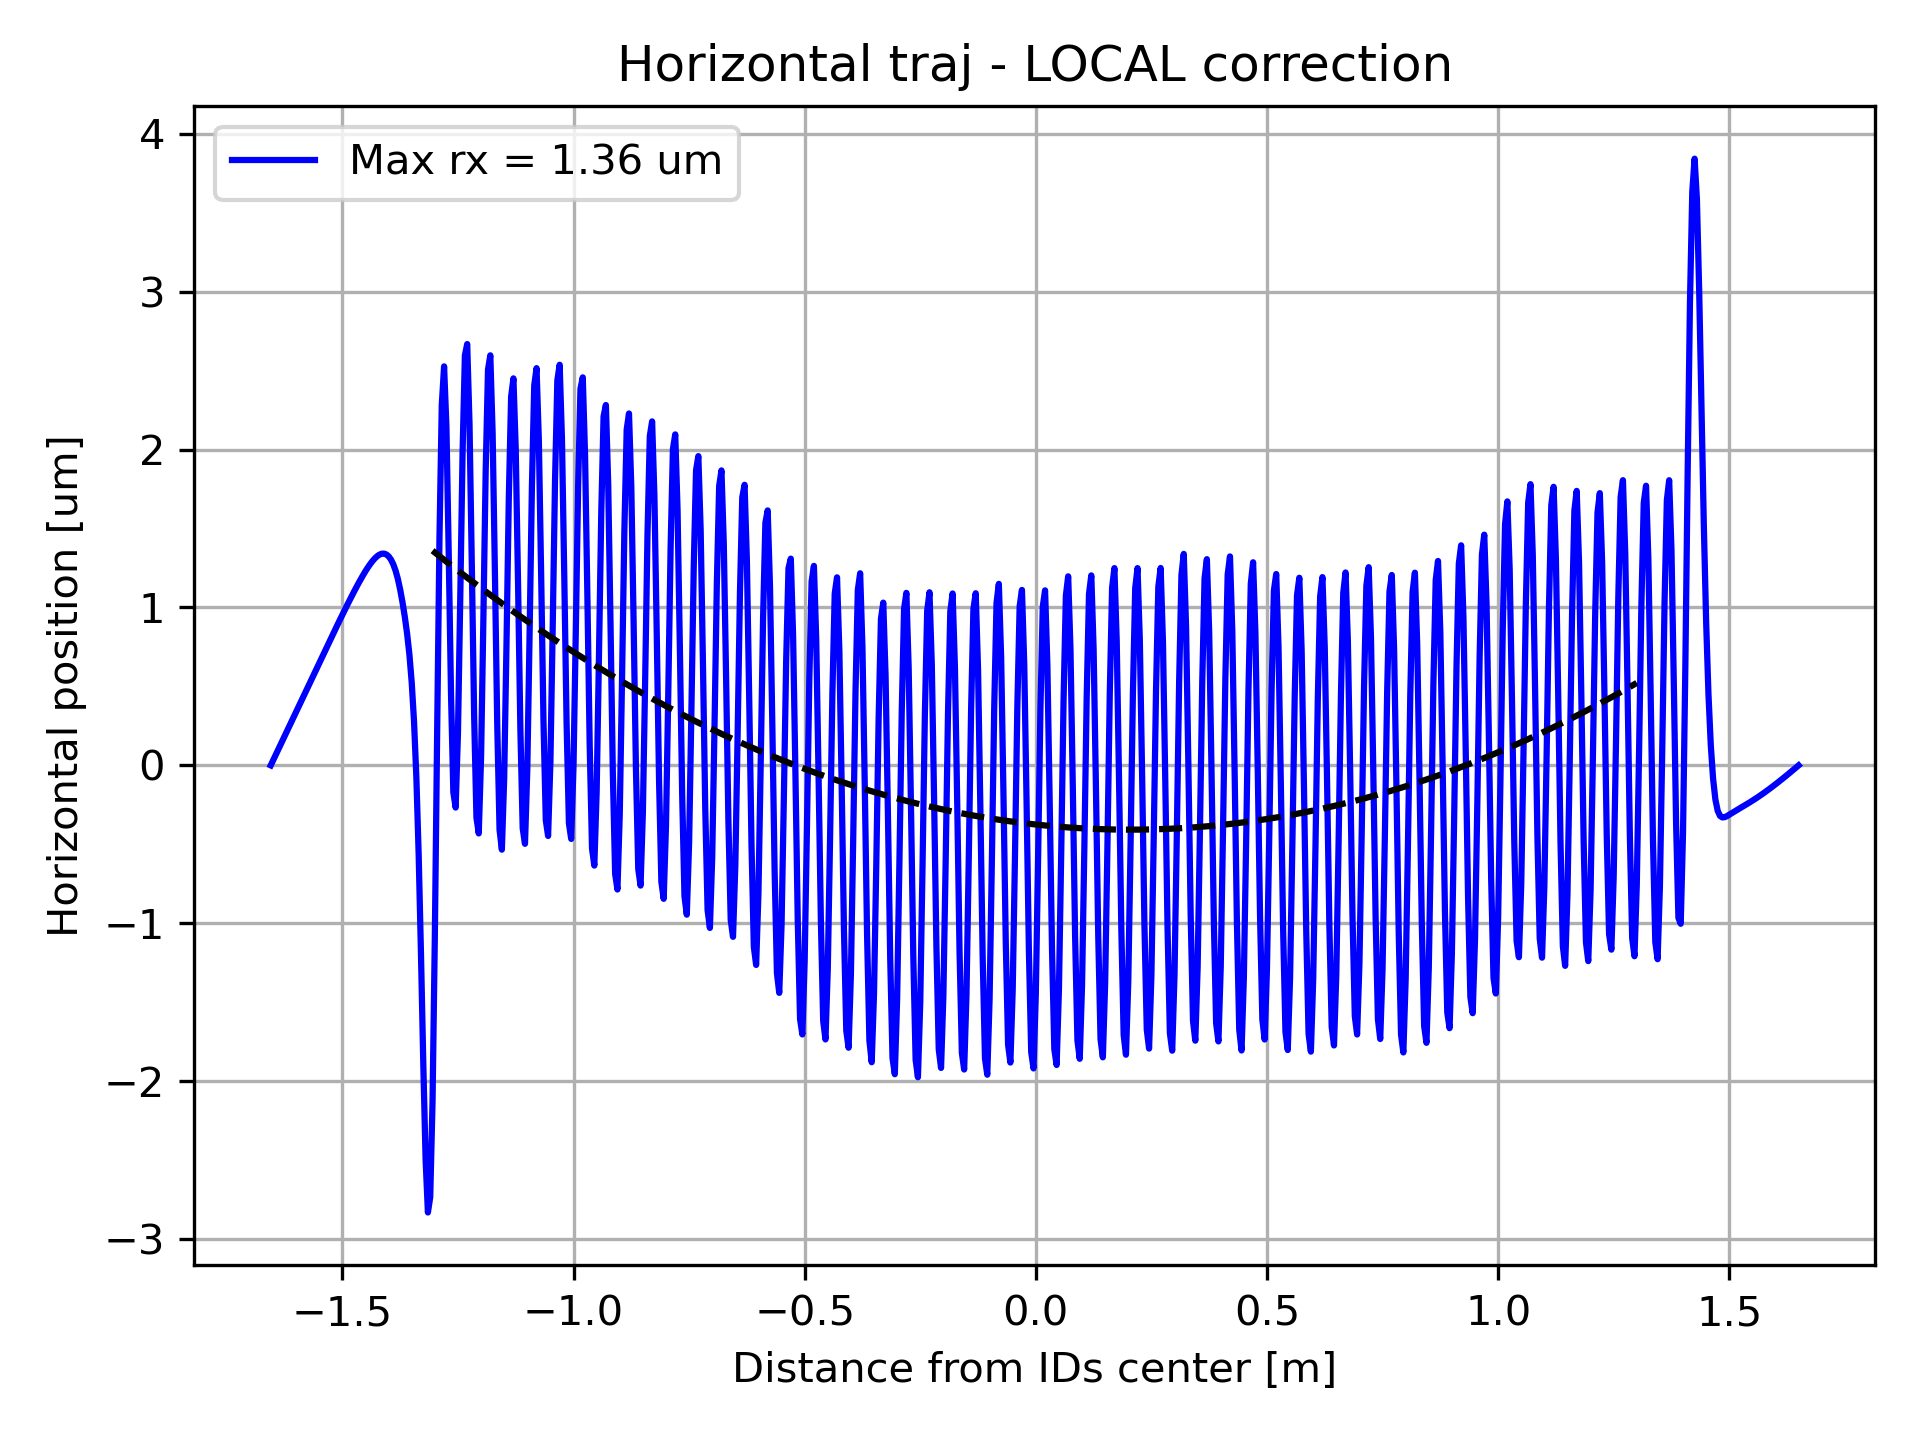 Horizontal traj - LOCAL correction
Max rx = 1.36 um
Horizontal position [um]
4
3
2
1
0
−1
−2
−3
−1.5 −1.0 −0.5 0.0 0.5 1.0 1.5
Distance from IDs center [m]